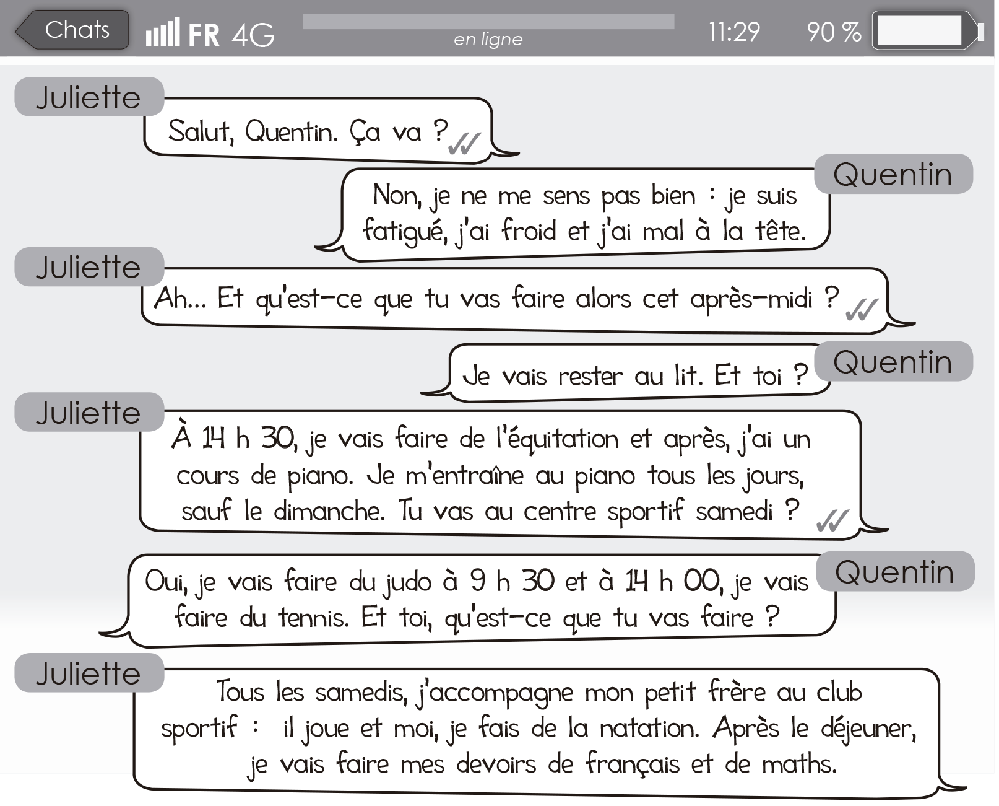 Chats FR 4G en ligne 11:29 90 %
Juliette
Salut, Quentin. Ça va ?
Quentin
Non, je ne me sens pas bien : je suis
fatigué, j'ai froid et j'ai mal à la tête.
Juliette
Ah... Et qu'est-ce que tu vas faire alors cet après-midi ?
Quentin
Je vais rester au lit. Et toi ?
Juliette
À 14 h 30, je vais faire de l'équitation et après, j'ai un
cours de piano. Je m'entraîne au piano tous les jours,
sauf le dimanche. Tu vas au centre sportif samedi ?
Quentin
Oui, je vais faire du judo à 9 h 30 et à 14 h 00, je vais
faire du tennis. Et toi, qu'est-ce que tu vas faire ?
Juliette
Tous les samedis, j'accompagne mon petit frère au club
sportif : il joue et moi, je fais de la natation. Après le déjeuner,
je vais faire mes devoirs de français et de maths.